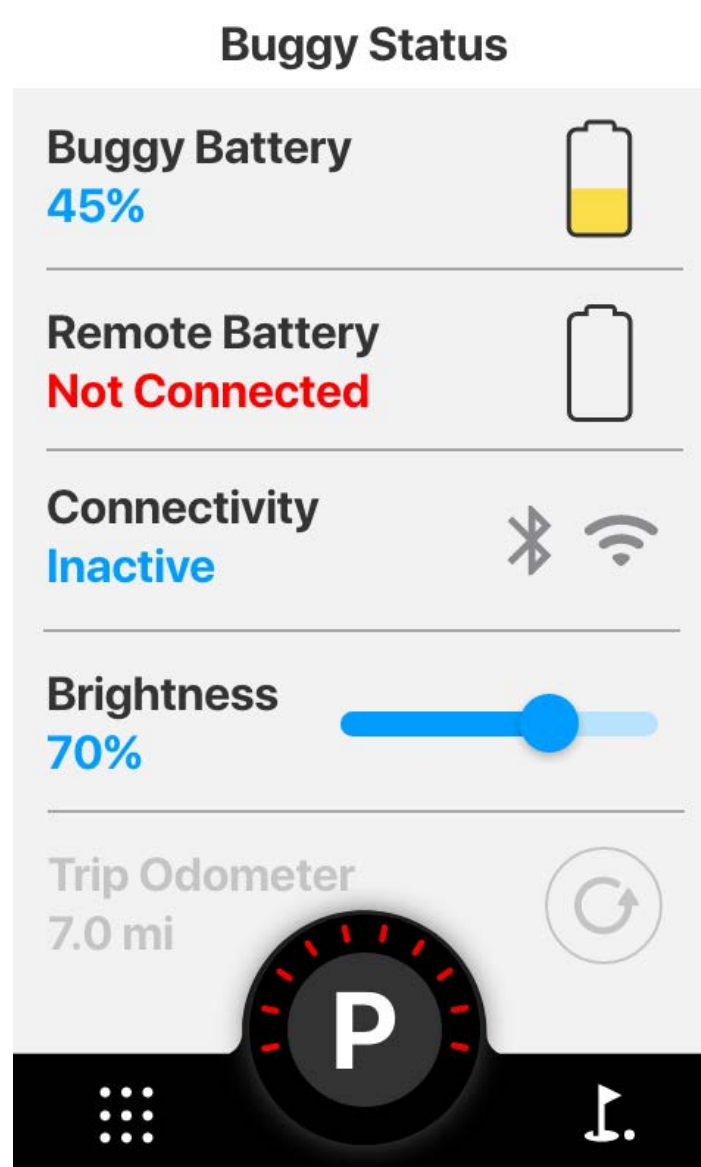 Buggy Status
Buggy Battery
45%
Remote Battery
Not Connected
Connectivity
Inactive
Brightness
70%
Trip Odometer
7.0 mi
P